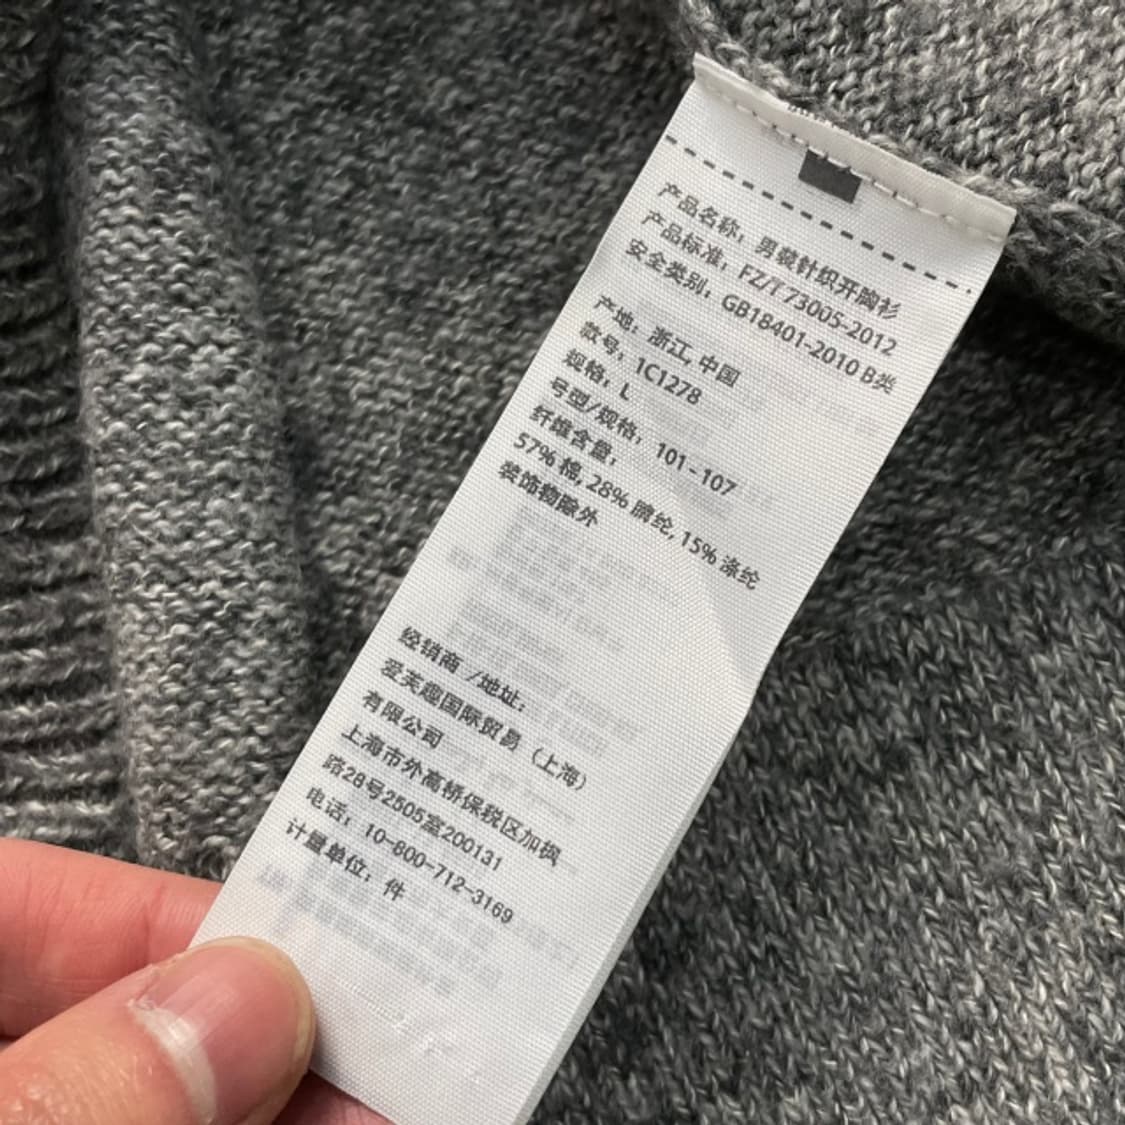 产品名称：男装针织开胸衫
产品标准：FZ/T 73005-2012
安全类别：GB18401-2010 B类
产地：浙江, 中国
款号：1C1278
规格：L
号型/规格：101-107
纤维含量：
57% 棉, 28% 腈纶, 15% 涤纶
装饰物除外
经销商 /地址：
爱芙趣国际贸易（上海）
有限公司
上海市外高桥保税区加枫
路28号2505室200131
电话：10-800-712-3169
计量单位：件